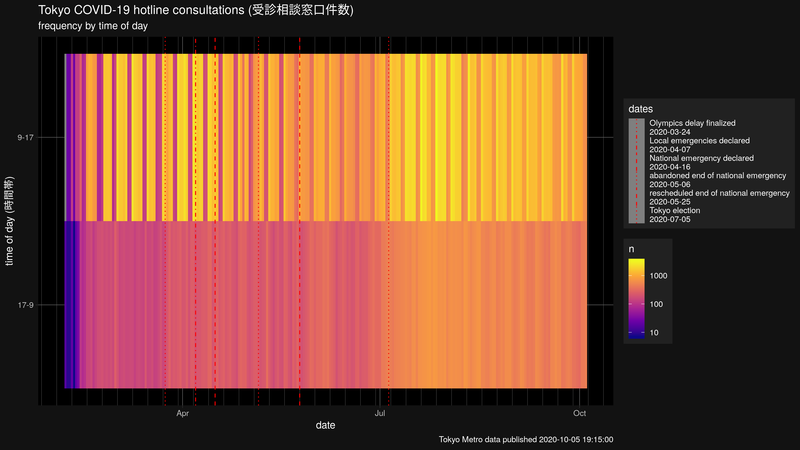 Tokyo COVID-19 hotline consultations (受診相談窓口件数)
frequency by time of day
time of day (時間帯)
9-17
17-9
Apr
Jul
Oct
date
dates
Olympics delay finalized
2020-03-24
Local emergencies declared
2020-04-07
National emergency declared
2020-04-16
abandoned end of national emergency
2020-05-06
rescheduled end of national emergency
2020-05-25
Tokyo election
2020-07-05
n
1000
100
10
Tokyo Metro data published 2020-10-05 19:15:00